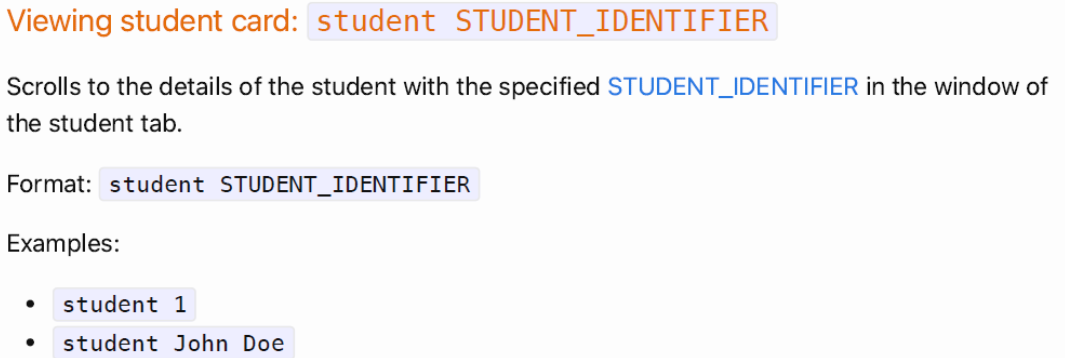 Viewing student card: student STUDENT_IDENTIFIER
Scrolls to the details of the student with the specified STUDENT_IDENTIFIER in the window of
the student tab.
Format: student STUDENT_IDENTIFIER
Examples:
• student 1
• student John Doe